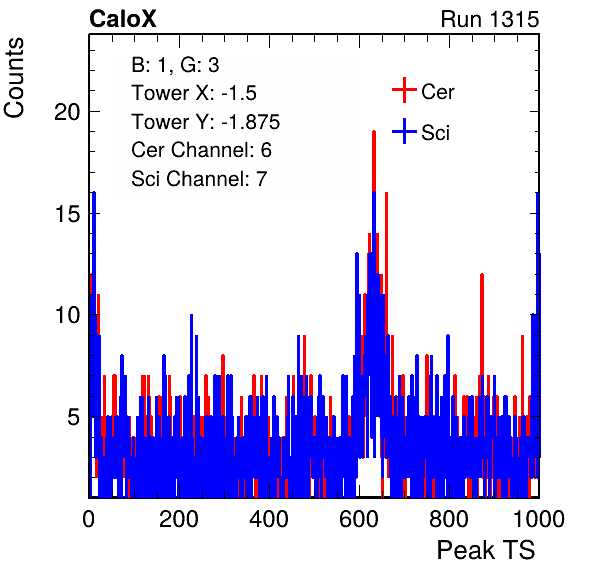 CaloX Run 1315
B: 1, G: 3
Tower X: -1.5
Tower Y: -1.875
Cer Channel: 6
Sci Channel: 7
Cer
Sci
Counts
20
15
10
5
0 200 400 600 800 1000
Peak TS